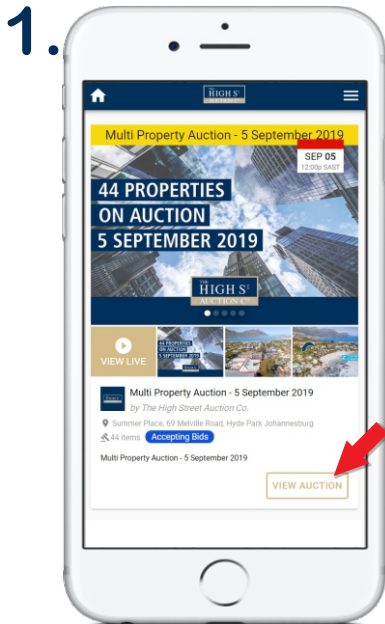 1.
THE
HIGH ST
AUCTION CO
Multi Property Auction - 5 September 2019
SEP 05
12:00p SAST
44 PROPERTIES
ON AUCTION
5 SEPTEMBER 2019
THE
HIGH ST
AUCTION CO
VIEW LIVE
44 PROPERTIES
ON AUCTION
5 SEPTEMBER 2019
Multi Property Auction - 5 September 2019
by The High Street Auction Co.
Summer Place, 69 Melville Road, Hyde Park Johannesburg
44 items Accepting Bids
Multi Property Auction - 5 September 2019
VIEW AUCTION